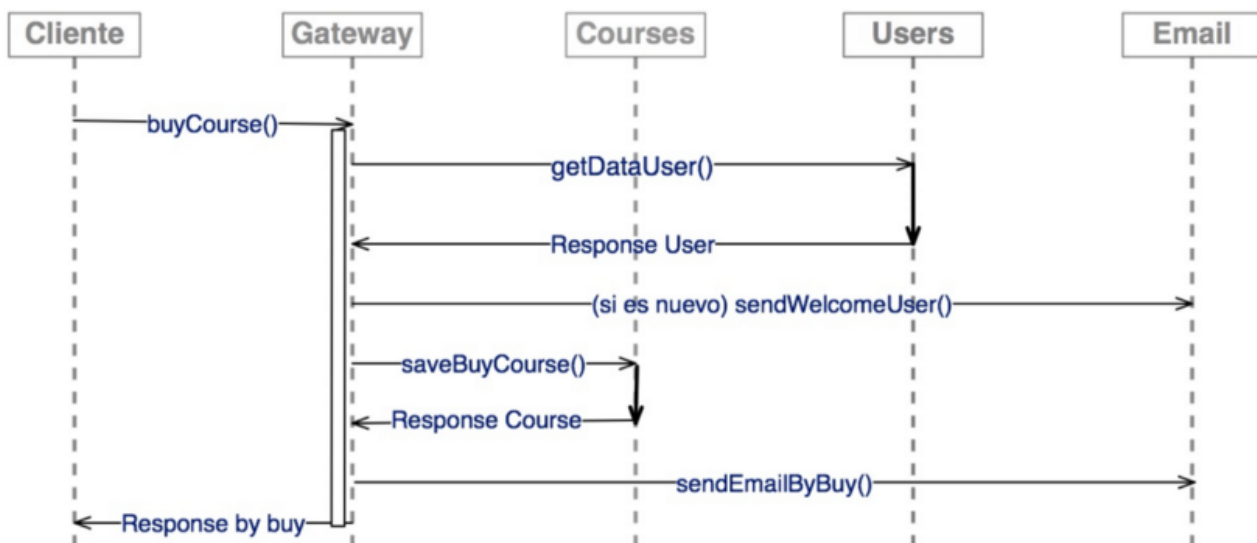 Cliente
Gateway
Courses
Users
Email
buyCourse()
getDataUser()
Response User
(si es nuevo) sendWelcomeUser()
saveBuyCourse()
Response Course
sendEmailByBuy()
Response by buy